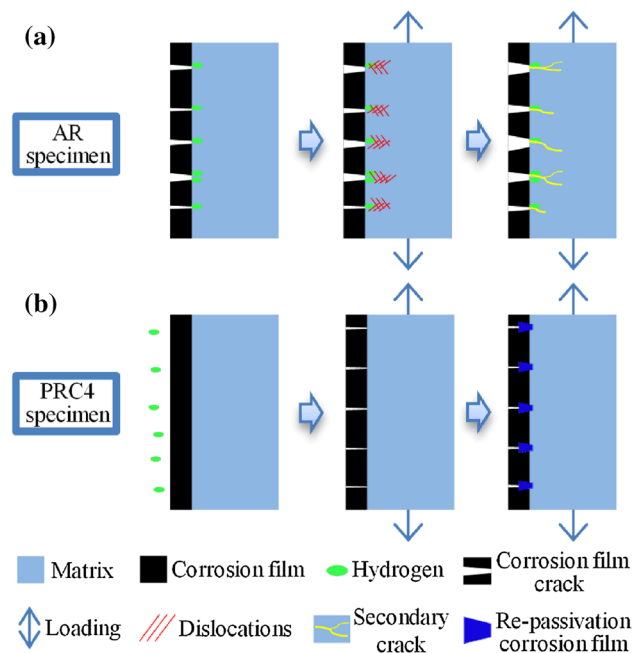 (a)
AR
specimen
(b)
PRC4
specimen
Matrix
Corrosion film
Hydrogen
Corrosion film
crack
Loading
Dislocations
Secondary
crack
Re-passivation
corrosion film